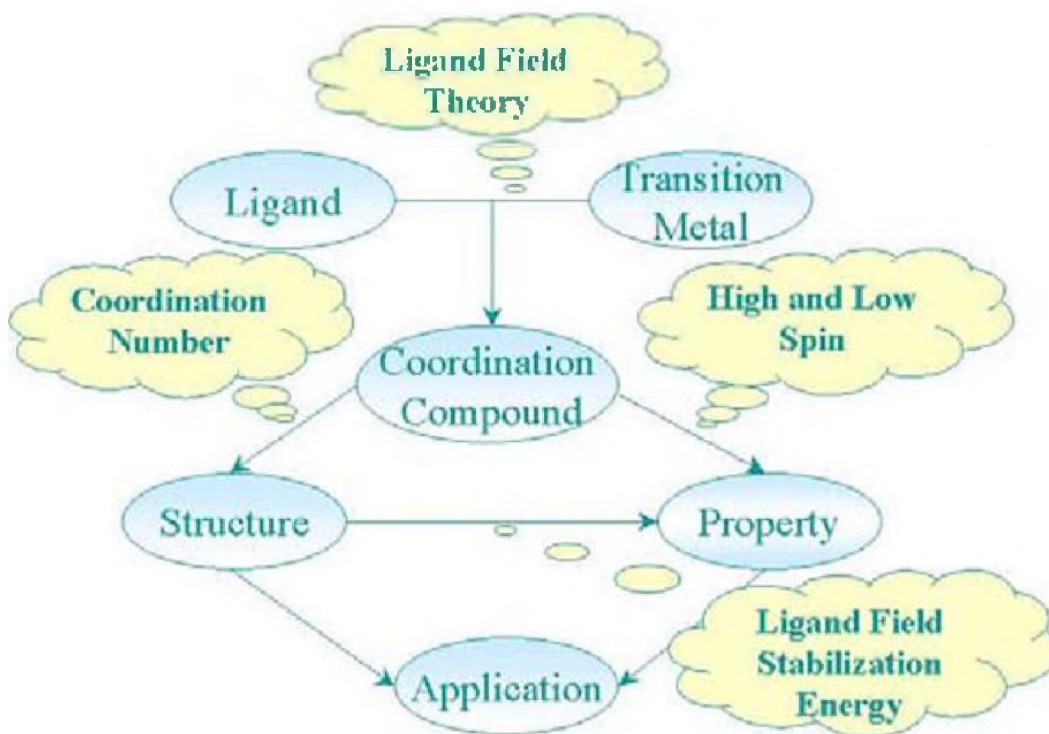 Ligand Field
Theory
Ligand
Transition
Metal
Coordination
Number
High and Low
Spin
Coordination
Compound
Structure
Property
Ligand Field
Stabilization
Energy
Application